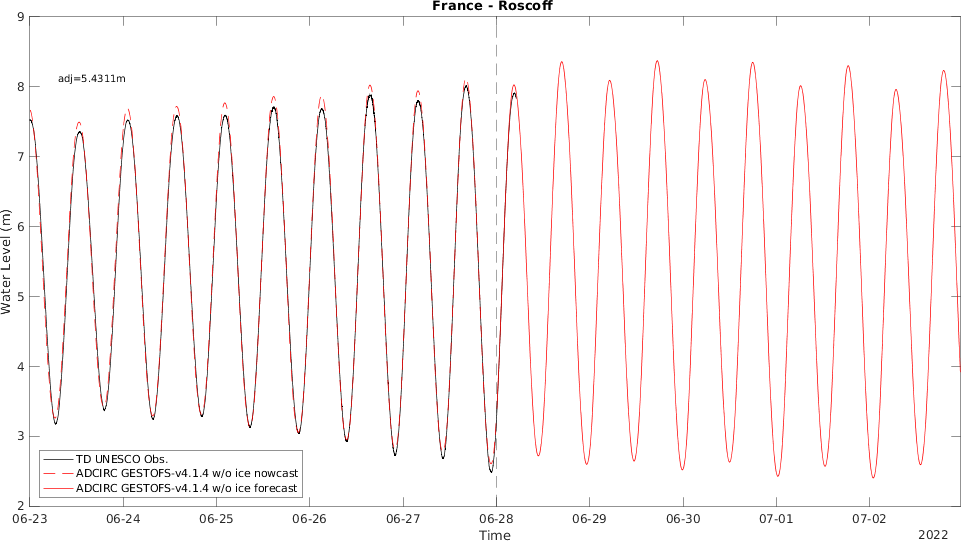 France - Roscoff
9
8
7
6
5
4
3
2
Water Level (m)
adj=5.4311m
TD UNESCO Obs.
ADCIRC GESTOFS-v4.1.4 w/o ice nowcast
ADCIRC GESTOFS-v4.1.4 w/o ice forecast
06-23 06-24 06-25 06-26 06-27 06-28 06-29 06-30 07-01 07-02
Time
2022